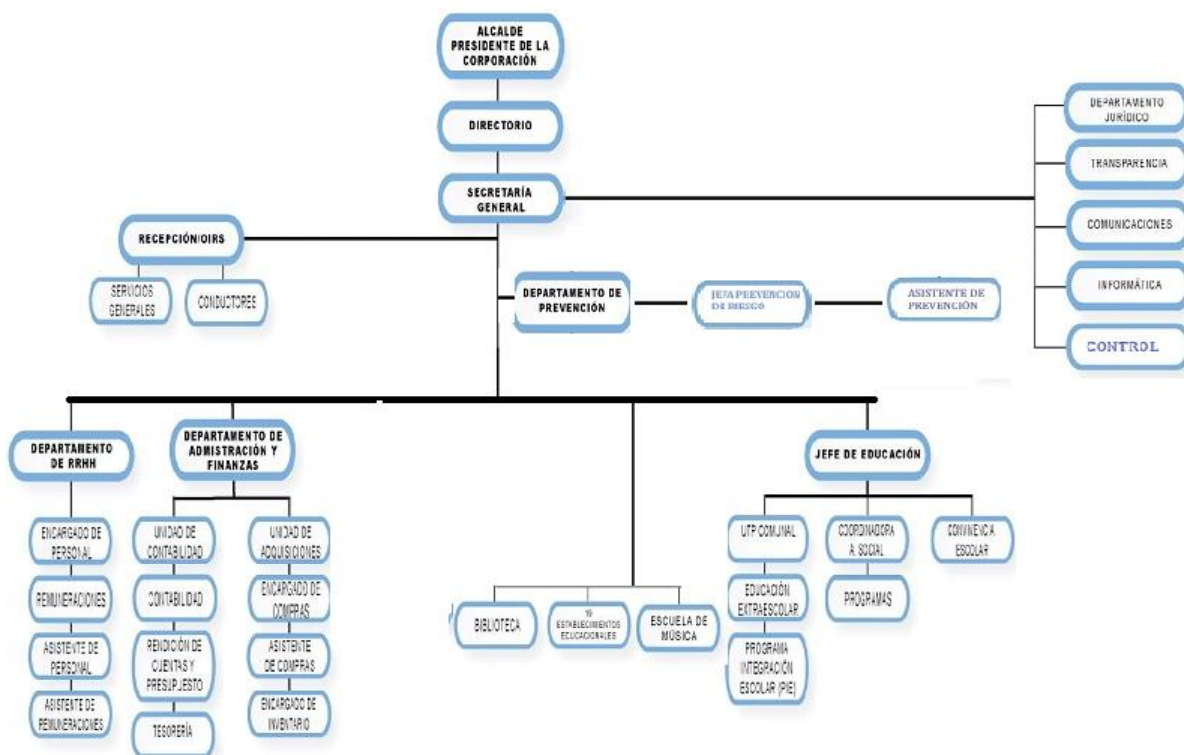 ALCALDE
PRESIDENTE DE LA
CORPORACIÓN
DIRECTORIO
SECRETARÍA
GENERAL
DEPARTAMENTO
JURÍDICO
TRANSPARENCIA
COMUNICACIONES
INFORMÁTICA
CONTROL
RECEPCIÓN/OIRS
SERVICIOS
GENERALES
CONDUCTORES
DEPARTAMENTO DE
PREVENCIÓN
JEFA PREVENCION
DE RIESGO
ASISTENTE DE
PREVENCIÓN
DEPARTAMENTO
DE RRHH
ENCARGADO DE
PERSONAL
REMUNERACIONES
ASISTENTE DE
PERSONAL
ASISTENTE DE
REMUNERACIONES
DEPARTAMENTO DE
ADMISTRACIÓN Y
FINANZAS
UNIDAD DE
CONTABILIDAD
CONTABILIDAD
RENDICIÓN DE
CUENTAS Y
PRESUPUESTO
TESORERÍA
UNIDAD DE
ADQUISICIONES
ENCARGADO DE
COMPRAS
ASISTENTE
DE COMPRAS
ENCARGADO DE
INVENTARIO
BIBLIOTECA
19
ESTABLECIMIENTOS
EDUCACIONALES
ESCUELA DE
MÚSICA
JEFE DE EDUCACIÓN
UTP COMUNAL
EDUCACIÓN
EXTRAESCOLAR
PROGRAMA
INTEGRACIÓN
ESCOLAR (PIE)
COORDINADORA
A. SOCIAL
PROGRAMAS
CONVINENCIA
ESCOLAR